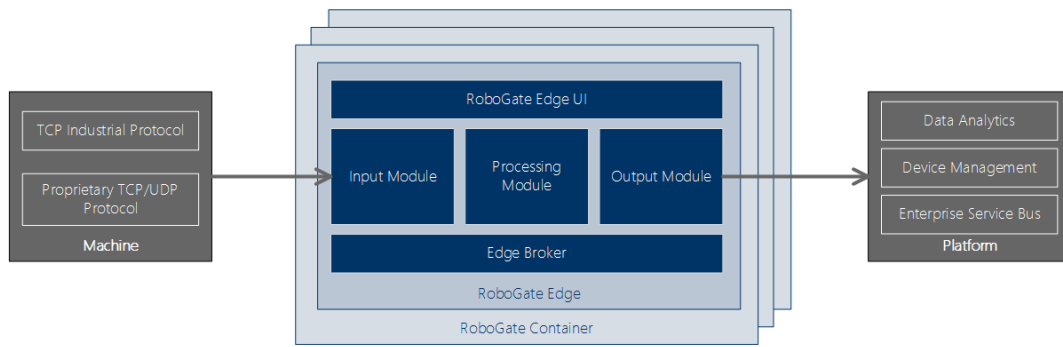 TCP Industrial Protocol
Proprietary TCP/UDP
Protocol
Machine
RoboGate Edge UI
Input Module
Processing
Module
Output Module
Edge Broker
RoboGate Edge
RoboGate Container
Data Analytics
Device Management
Enterprise Service Bus
Platform